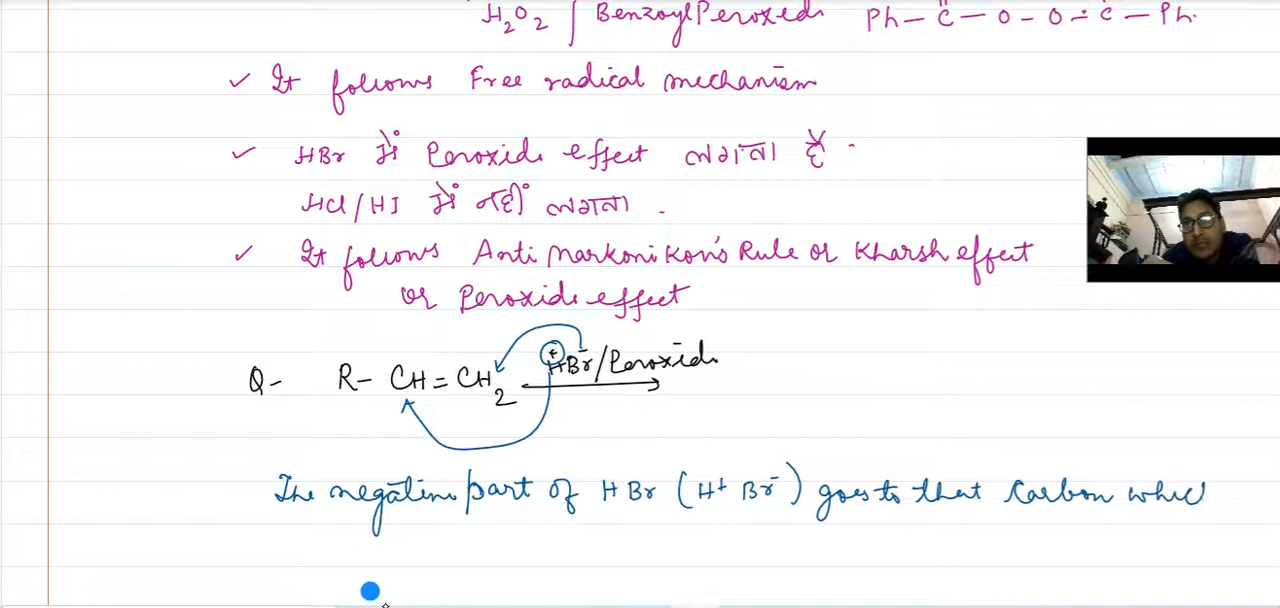 H2O2 / Benzoyl Peroxide Ph-C-O-O-C-Ph.
✓ It follows Free radical mechanism
✓ HBr में Peroxide effect लगता है.
HCl/HI में नहीं लगता.
✓ It follows Anti Markonikon's Rule or Kharsh effect
or Peroxide effect
Q- R-CH=CH2 HBr/Peroxide
The negative part of HBr (H+ Br-) goes to that Carbon whic